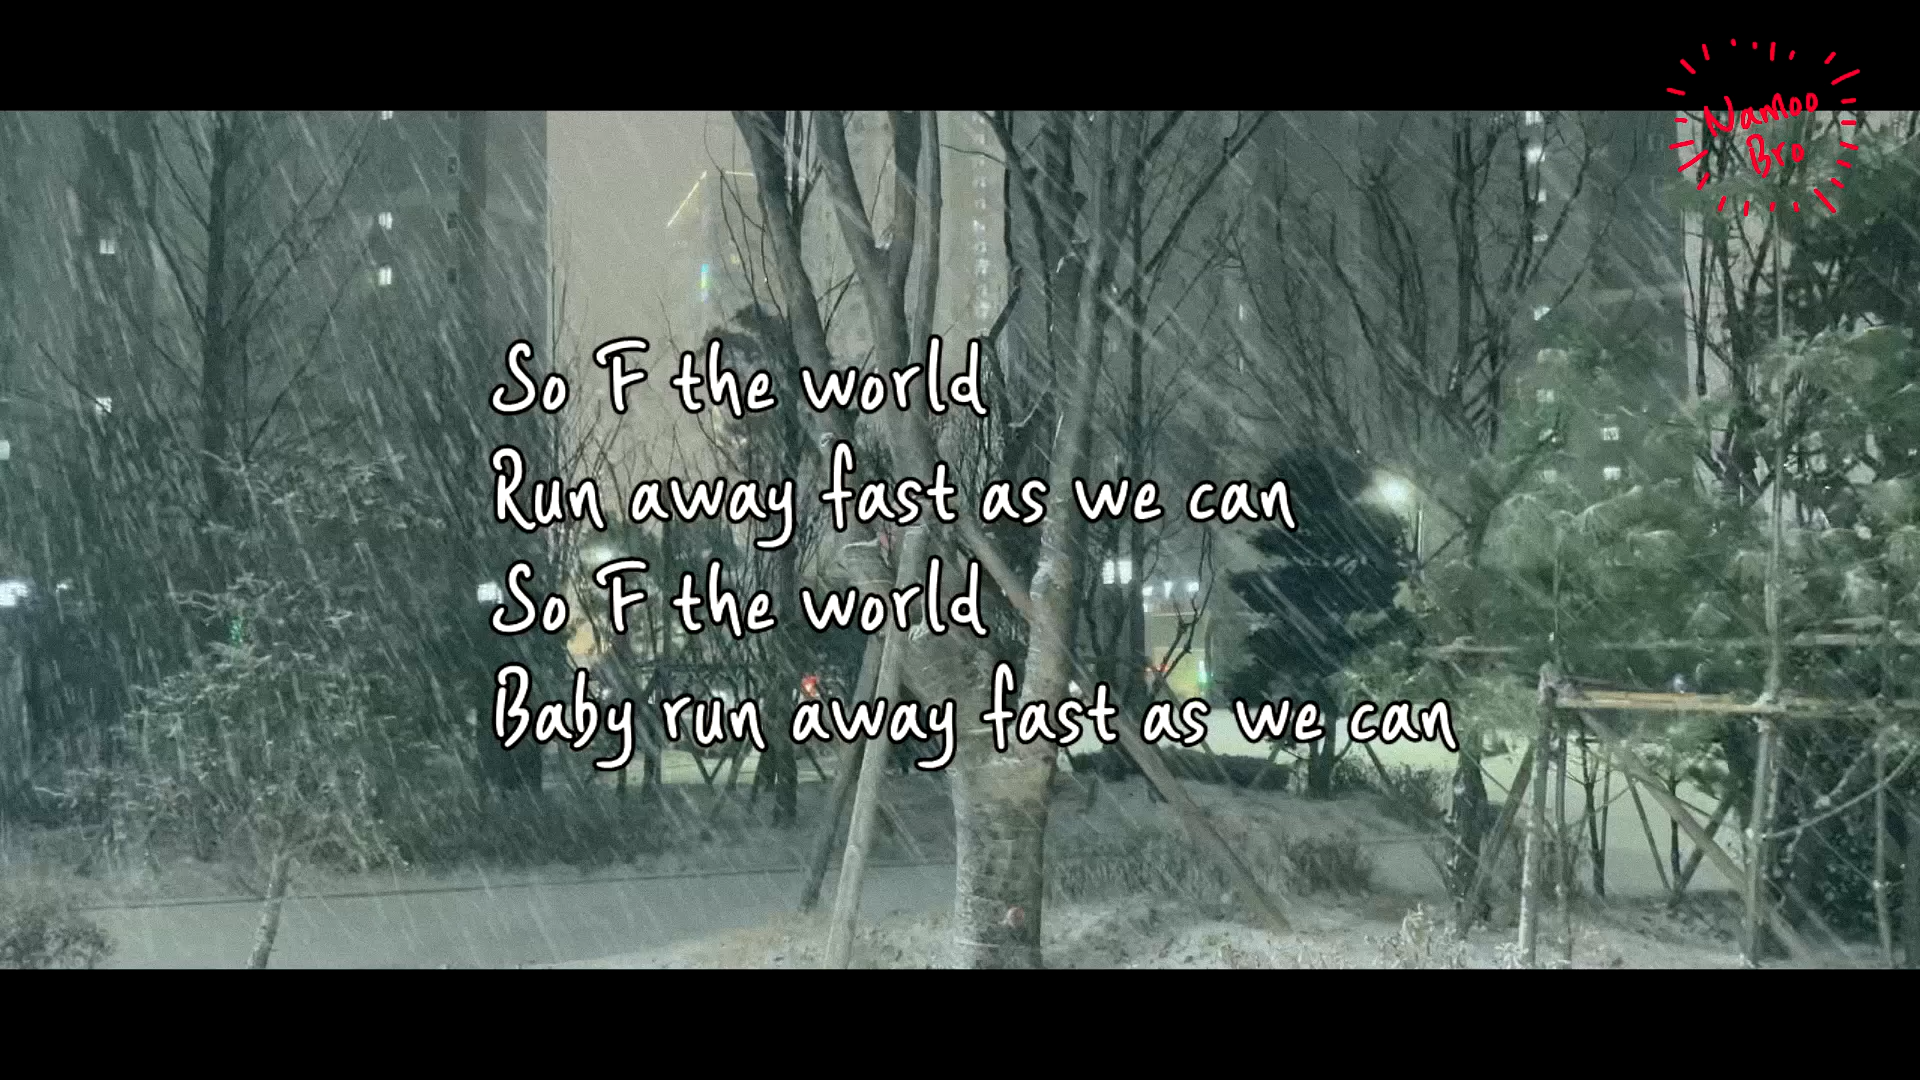 Namoo
Bro
So F the world
Run away fast as we can
So F the world
Baby run away fast as we can